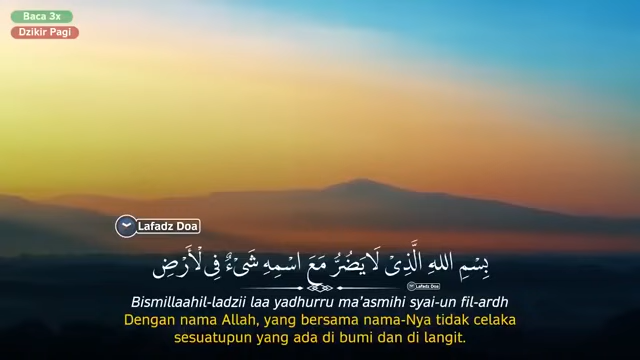 Baca 3x
Dzikir Pagi
Lafadz Doa
بِسْمِ اللهِ الَّذِىْ لَا يَضُرُّ مَعَ اسْمِهِ شَىْءٌ فِى لْأَرْضِ
Lafadz Doa
Bismillaahil-ladzii laa yadhurru ma'asmihi syai-un fil-ardh
Dengan nama Allah, yang bersama nama-Nya tidak celaka
sesuatupun yang ada di bumi dan di langit.